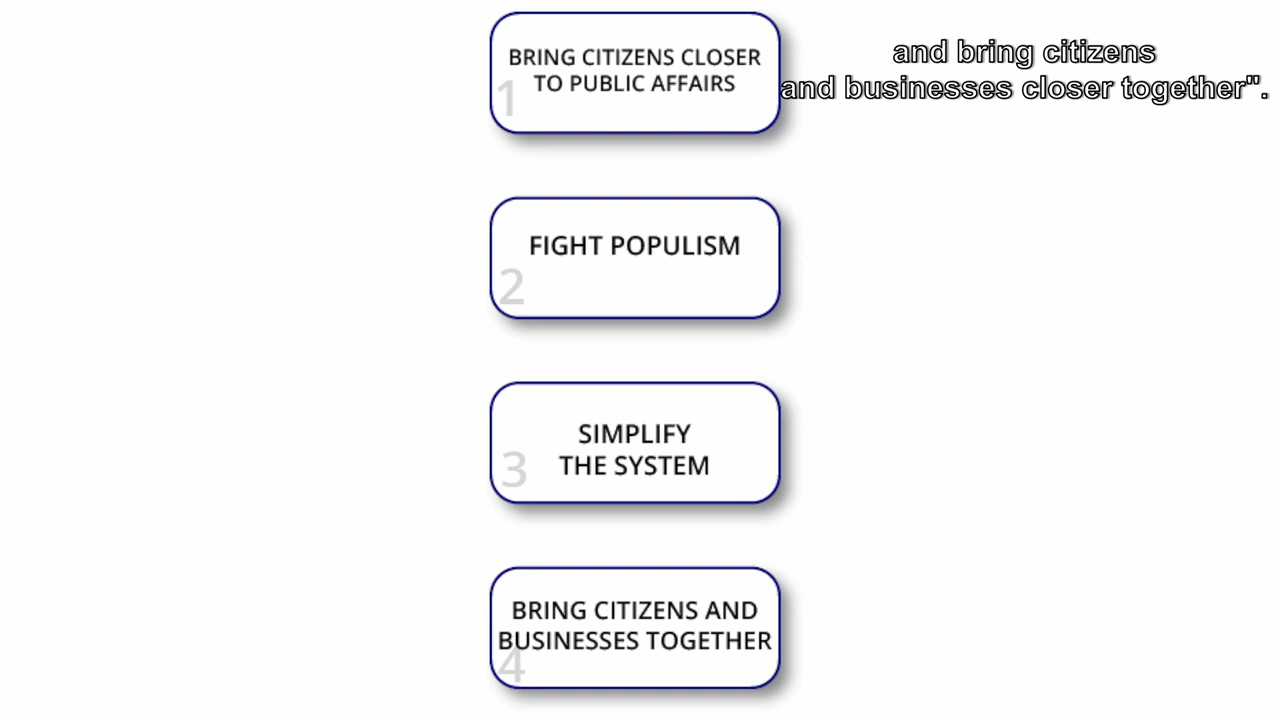 BRING CITIZENS CLOSER
TO PUBLIC AFFAIRS
1
and bring citizens
and businesses closer together".
FIGHT POPULISM
2
SIMPLIFY
THE SYSTEM
3
BRING CITIZENS AND
BUSINESSES TOGETHER
4